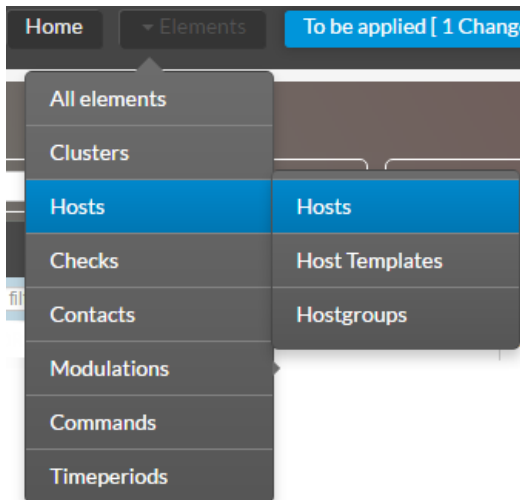 Home Elements To be applied [ 1 Chang
All elements
Clusters
Hosts Hosts
Checks Host Templates
Contacts Hostgroups
Modulations
Commands
Timeperiods